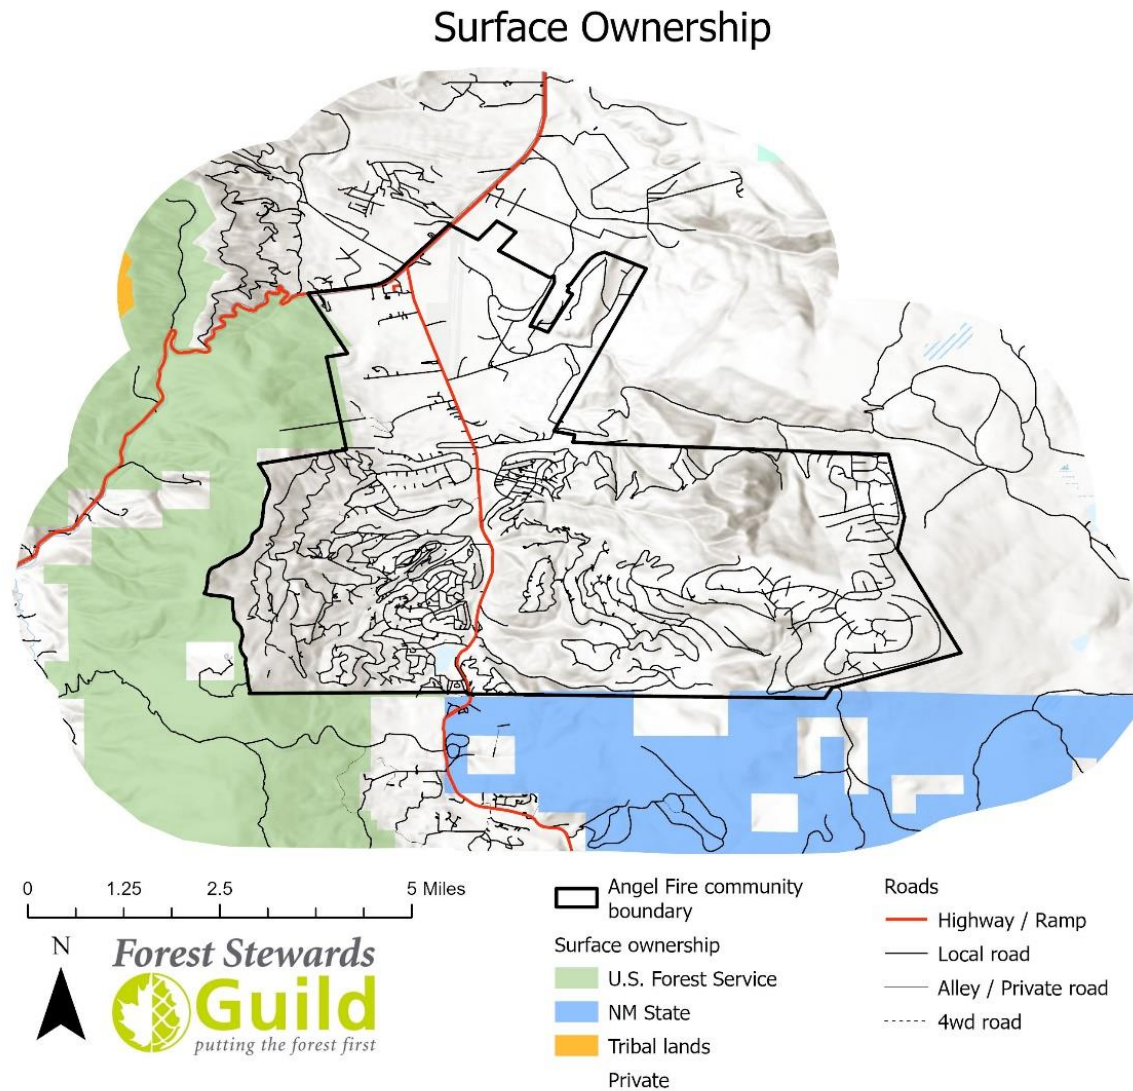 Surface Ownership
0 1.25 2.5 5 Miles
N
Forest Stewards
Guild
putting the forest first
Angel Fire community
boundary
Surface ownership
U.S. Forest Service
NM State
Tribal lands
Private
Roads
Highway / Ramp
Local road
Alley / Private road
4wd road